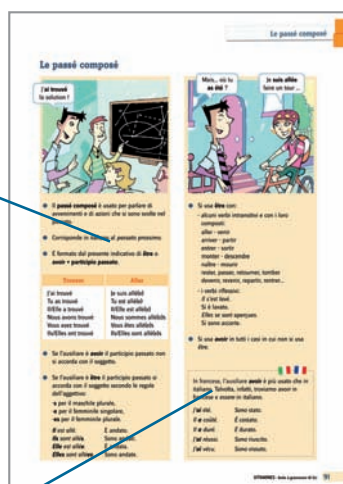 Le passé composé
Le passé composé
J'ai trouvé
la solution !
Mais... où tu
as été ?
Je suis allée
faire un tour ...
Il passé composé è usato per parlare di
avvenimenti e di azioni che si sono svolte nel
passato.
Corrisponde in italiano al passato prossimo.
È formato dal presente indicativo di être o
avoir + participio passato.
Trouver
Aller
J'ai trouvé
Tu as trouvé
Il/Elle a trouvé
Nous avons trouvé
Vous avez trouvé
Ils/Elles ont trouvé
Je suis allé(e)
Tu es allé(e)
Il/Elle est allé(e)
Nous sommes allé(e)s
Vous êtes allé(e)s
Ils/Elles sont allé(e)s
Se l'ausiliare è avoir il participio passato non
si accorda con il soggetto.
Se l'ausiliare è être il participio passato si
accorda con il soggetto secondo le regole
dell'aggettivo:
-s per il maschile plurale,
-e per il femminile singolare,
-es per il femminile plurale.
Il est allé. È andato.
Ils sont allés. Sono andati.
Elle est allée. È andata.
Elles sont allées. Sono andate.
Si usa être con:
- alcuni verbi intransitivi e con i loro
composti:
aller - venir
arriver - partir
entrer - sortir
monter - descendre
naître - mourir
rester, passer, retourner, tomber
devenir, revenir, repartir, rentrer...
- i verbi riflessivi:
Il s'est levé.
Si è lavato.
Elles se sont aperçues.
Si sono accorte.
Si usa avoir in tutti i casi in cui non si usa
être.
In francese, l'ausiliare avoir è più usato che in
italiano. Talvolta, infatti, troviamo avoir in
francese e essere in italiano.
J'ai été. Sono stato.
Il a coûté. È costato.
Il a duré. È durato.
J'ai réussi. Sono riuscito.
J'ai vécu. Sono vissuto.
91